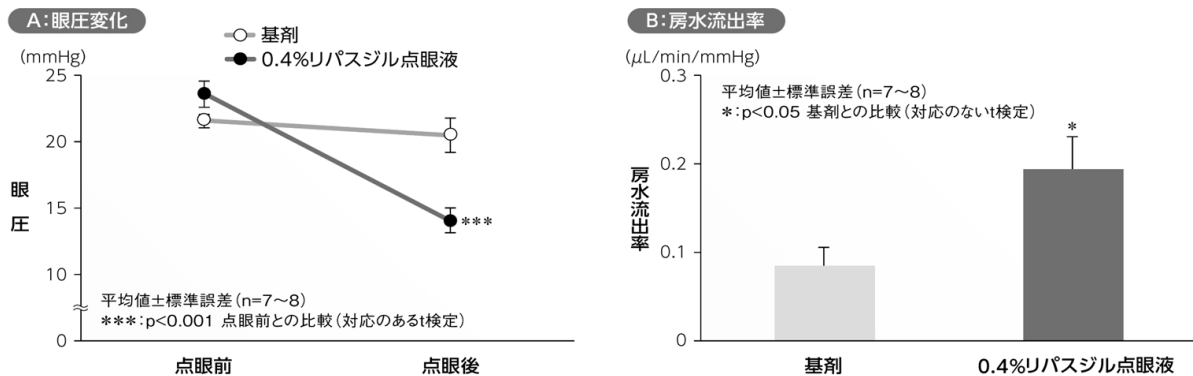 A:眼圧変化
(mmHg)
基剤
0.4%リパスジル点眼液
25
20
15
10
0
眼圧
平均値±標準誤差(n=7〜8)
***:p<0.001 点眼前との比較(対応のあるt検定)
***
点眼前
点眼後
B:房水流出率
(μL/min/mmHg)
0.3
0.2
0.1
0
房水流出率
平均値±標準誤差(n=7〜8)
*:p<0.05 基剤との比較(対応のないt検定)
*
基剤
0.4%リパスジル点眼液